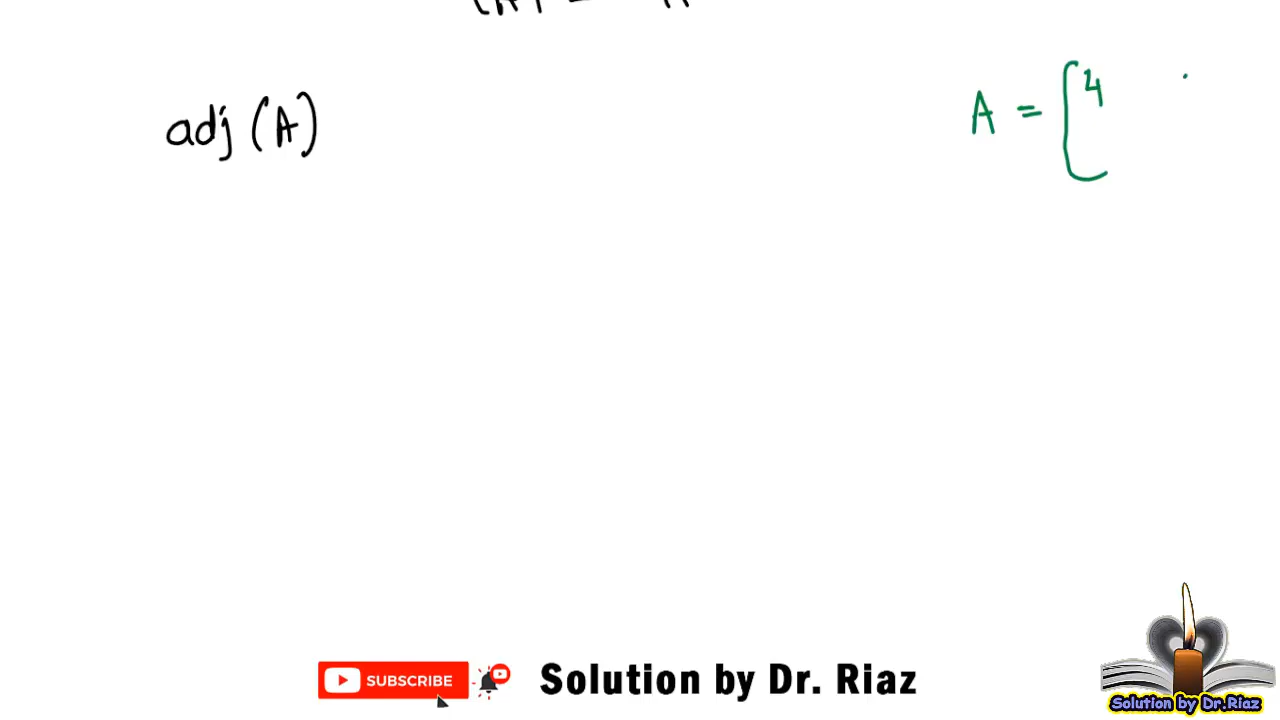 adj (A)
A = [ 4
SUBSCRIBE
Solution by Dr. Riaz
Solution by Dr.Riaz